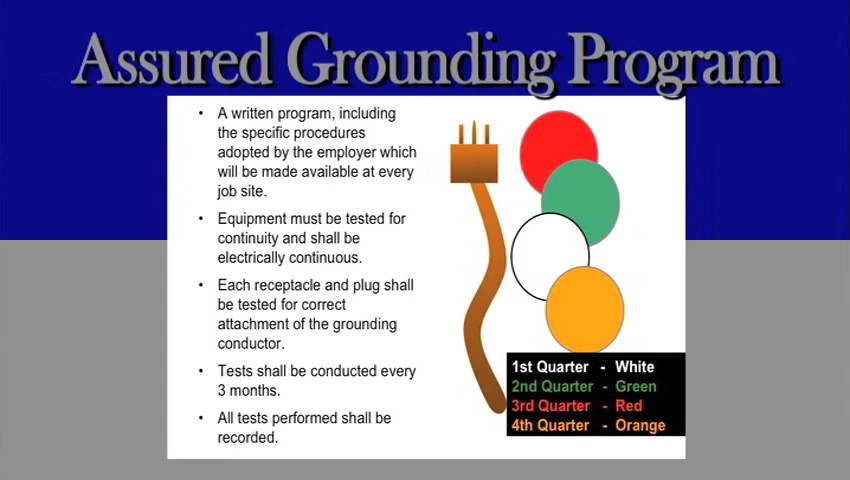 Assured Grounding Program
• A written program, including
the specific procedures
adopted by the employer which
will be made available at every
job site.
• Equipment must be tested for
continuity and shall be
electrically continuous.
• Each receptacle and plug shall
be tested for correct
attachment of the grounding
conductor.
• Tests shall be conducted every
3 months.
• All tests performed shall be
recorded.
1st Quarter - White
2nd Quarter - Green
3rd Quarter - Red
4th Quarter - Orange